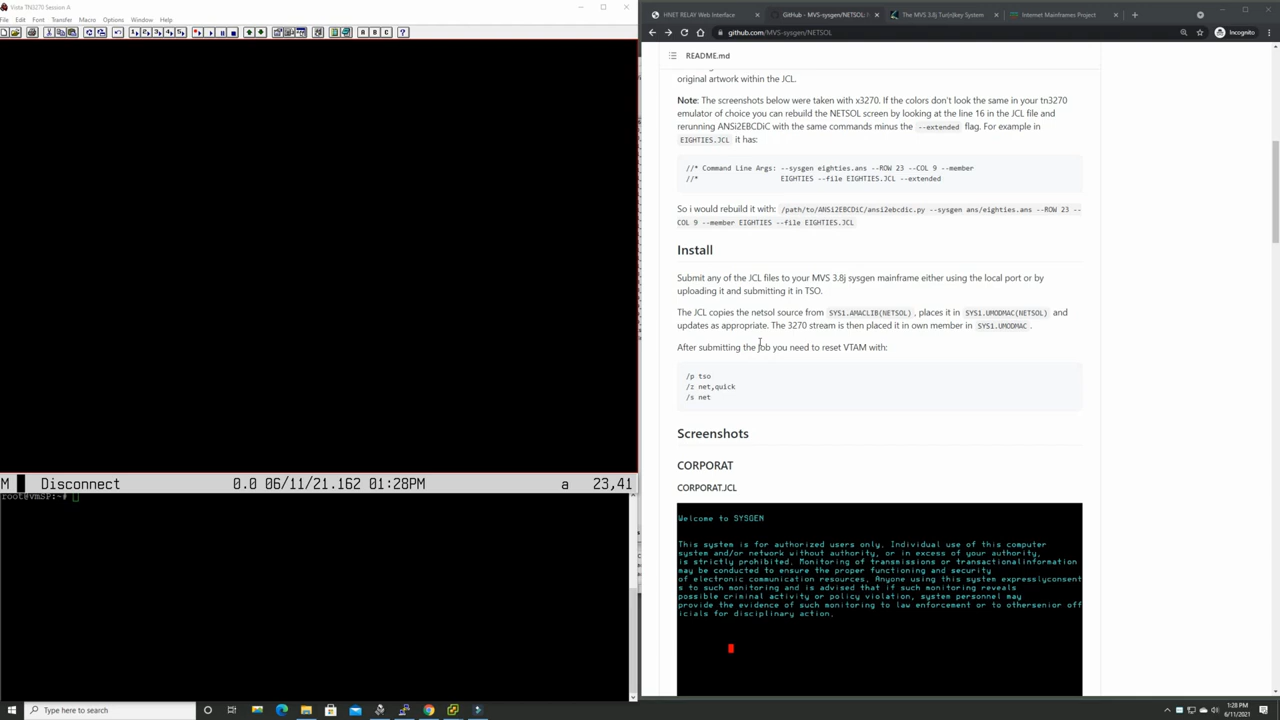 Vista TN3270 Session A
File Edit Font Transfer Macro Options Window Help
M Disconnect 0.0 06/11/21.162 01:28PM a 23,41
root@vmSP:~#
HNET RELAY Web Interface
GitHub - MVS-sysgen/NETSOL:
The MVS 3.8j Tur(n)key System
Internet Mainframes Project
github.com/MVS-sysgen/NETSOL
Incognito
README.md
original artwork within the JCL.
Note: The screenshots below were taken with x3270. If the colors don't look the same in your tn3270
emulator of choice you can rebuild the NETSOL screen by looking at the line 16 in the JCL file and
rerunning ANSi2EBCDiC with the same commands minus the --extended flag. For example in
EIGHTIES.JCL it has:
//* Command Line Args: --sysgen eighties.ans --ROW 23 --COL 9 --member
//* EIGHTIES --file EIGHTIES.JCL --extended
So i would rebuild it with: /path/to/ANSi2EBCDiC/ansi2ebcdic.py --sysgen ans/eighties.ans --ROW 23 --
COL 9 --member EIGHTIES --file EIGHTIES.JCL
Install
Submit any of the JCL files to your MVS 3.8j sysgen mainframe either using the local port or by
uploading it and submitting it in TSO.
The JCL copies the netsol source from SYS1.AMACLIB(NETSOL), places it in SYS1.UMODMAC(NETSOL) and
updates as appropriate. The 3270 stream is then placed it in own member in SYS1.UMODMAC.
After submitting the job you need to reset VTAM with:
/p tso
/z net,quick
/s net
Screenshots
CORPORAT
CORPORAT.JCL
Welcome to SYSGEN
This system is for authorized users only. Individual use of this computer
system and/or network without authority, or in excess of your authority,
is strictly prohibited. Monitoring of transmissions or transactionalinformation
may be conducted to ensure the proper functioning and security
of electronic communication resources. Anyone using this system expresslyconsent
s to such monitoring and is advised that if such monitoring reveals
possible criminal activity or policy violation, system personnel may
provide the evidence of such monitoring to law enforcement or to othersenior off
icials for disciplinary action.
Type here to search
1:28 PM
6/11/2021